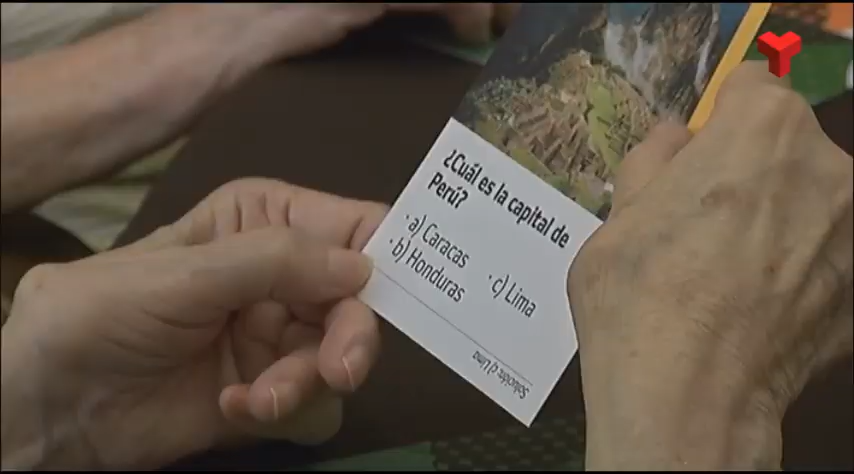 ¿Cuál es la capital de
Perú?
· a) Caracas
· b) Honduras
· c) Lima
Solución: c) Lima